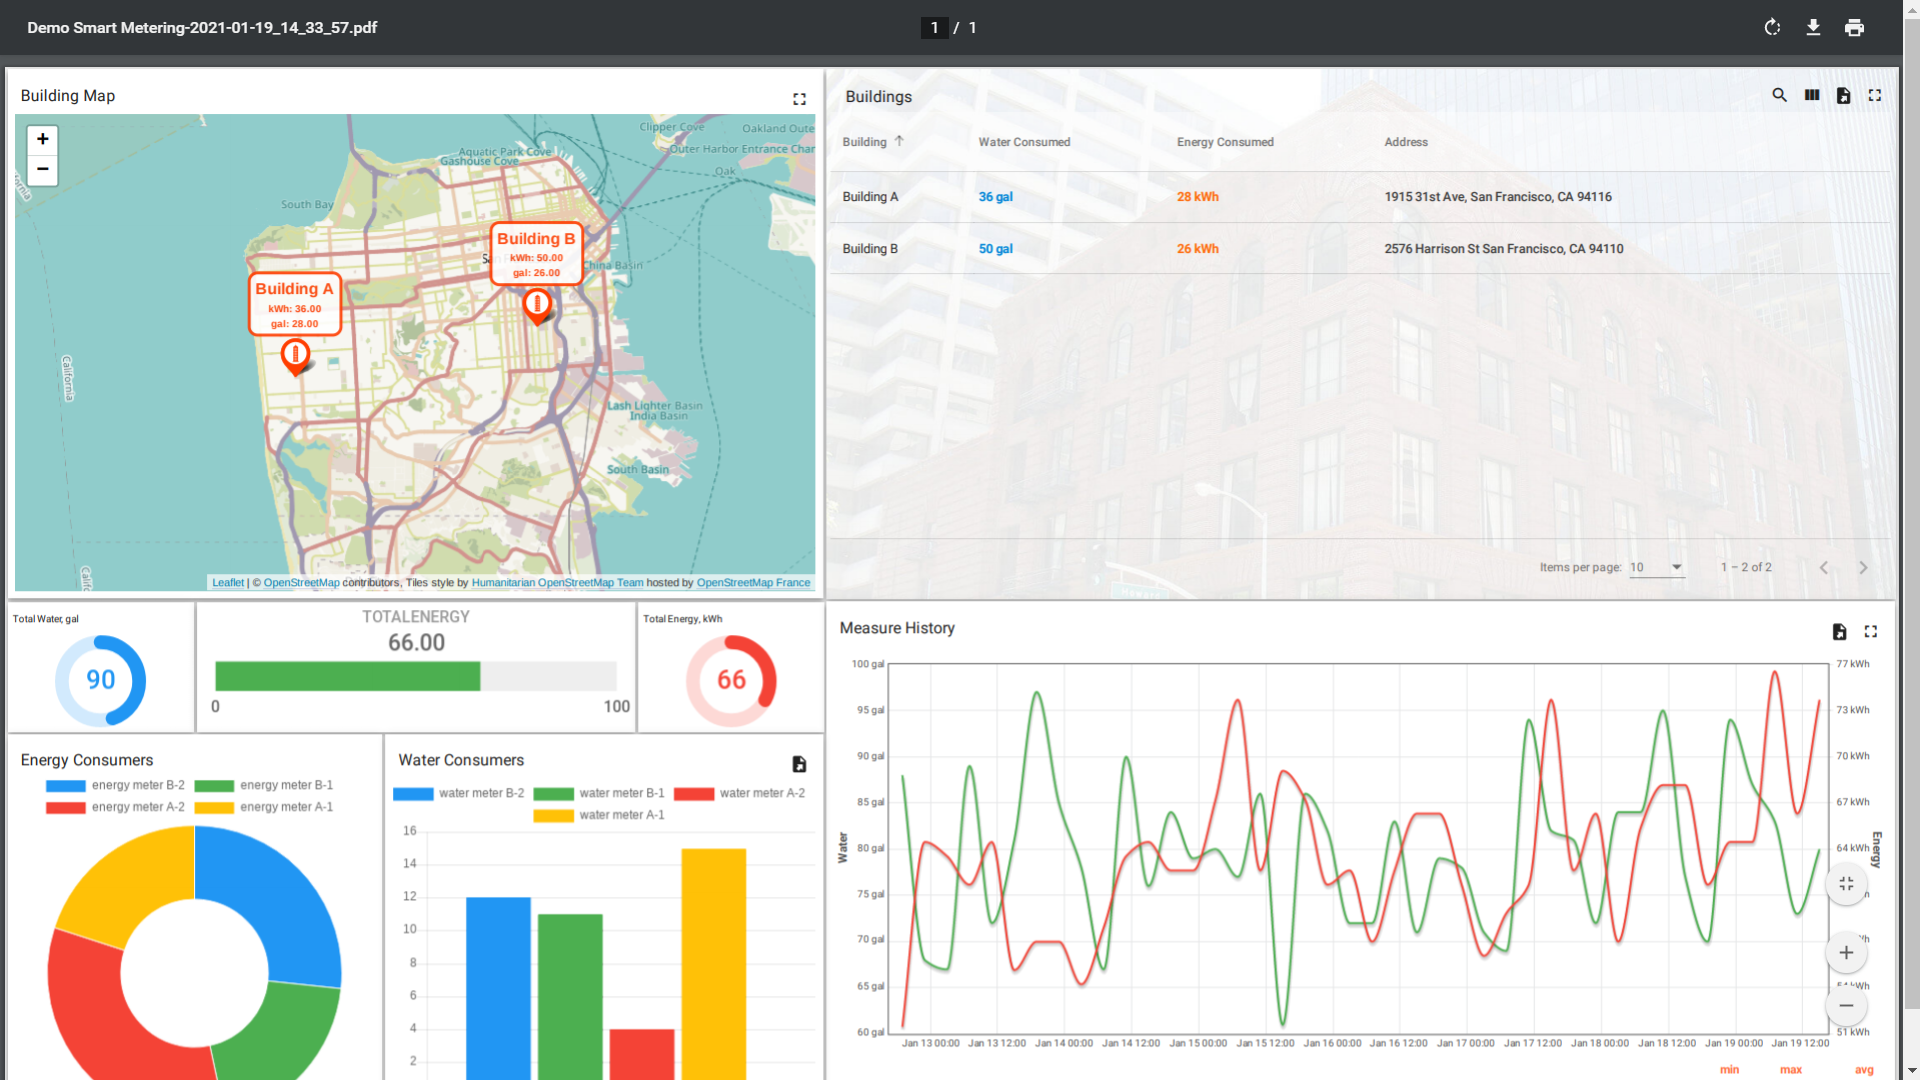 Demo Smart Metering-2021-01-19_14_33_57.pdf
1 / 1
Building Map
+
−
Clipper Cove
Oakland Oute
Outer Harbor Entrance Char
Aquatic Park Cove
Gashouse Cove
Oak
South Bay
Building B
kWh: 50.00
gal: 26.00
China Basin
Building A
kWh: 36.00
gal: 28.00
California
Lash Lighter Basin
India Basin
South Basin
Leaflet | © OpenStreetMap contributors, Tiles style by Humanitarian OpenStreetMap Team hosted by OpenStreetMap France
Buildings
Building Water Consumed Energy Consumed Address
Building A 36 gal 28 kWh 1915 31st Ave, San Francisco, CA 94116
Building B 50 gal 26 kWh 2576 Harrison St San Francisco, CA 94110
Items per page: 10 1 – 2 of 2
Total Water, gal
90
TOTALENERGY
66.00
0 100
Total Energy, kWh
66
Energy Consumers
energy meter B-2 energy meter B-1
energy meter A-2 energy meter A-1
Water Consumers
water meter B-2 water meter B-1 water meter A-2
water meter A-1
16
14
12
10
8
6
4
2
Measure History
100 gal
95 gal
90 gal
85 gal
80 gal
75 gal
70 gal
65 gal
60 gal
Water
77 kWh
73 kWh
70 kWh
67 kWh
64 kWh
51 kWh
Energy
Jan 13 00:00 Jan 13 12:00 Jan 14 00:00 Jan 14 12:00 Jan 15 00:00 Jan 15 12:00 Jan 16 00:00 Jan 16 12:00 Jan 17 00:00 Jan 17 12:00 Jan 18 00:00 Jan 18 12:00 Jan 19 00:00 Jan 19 12:00
min max avg